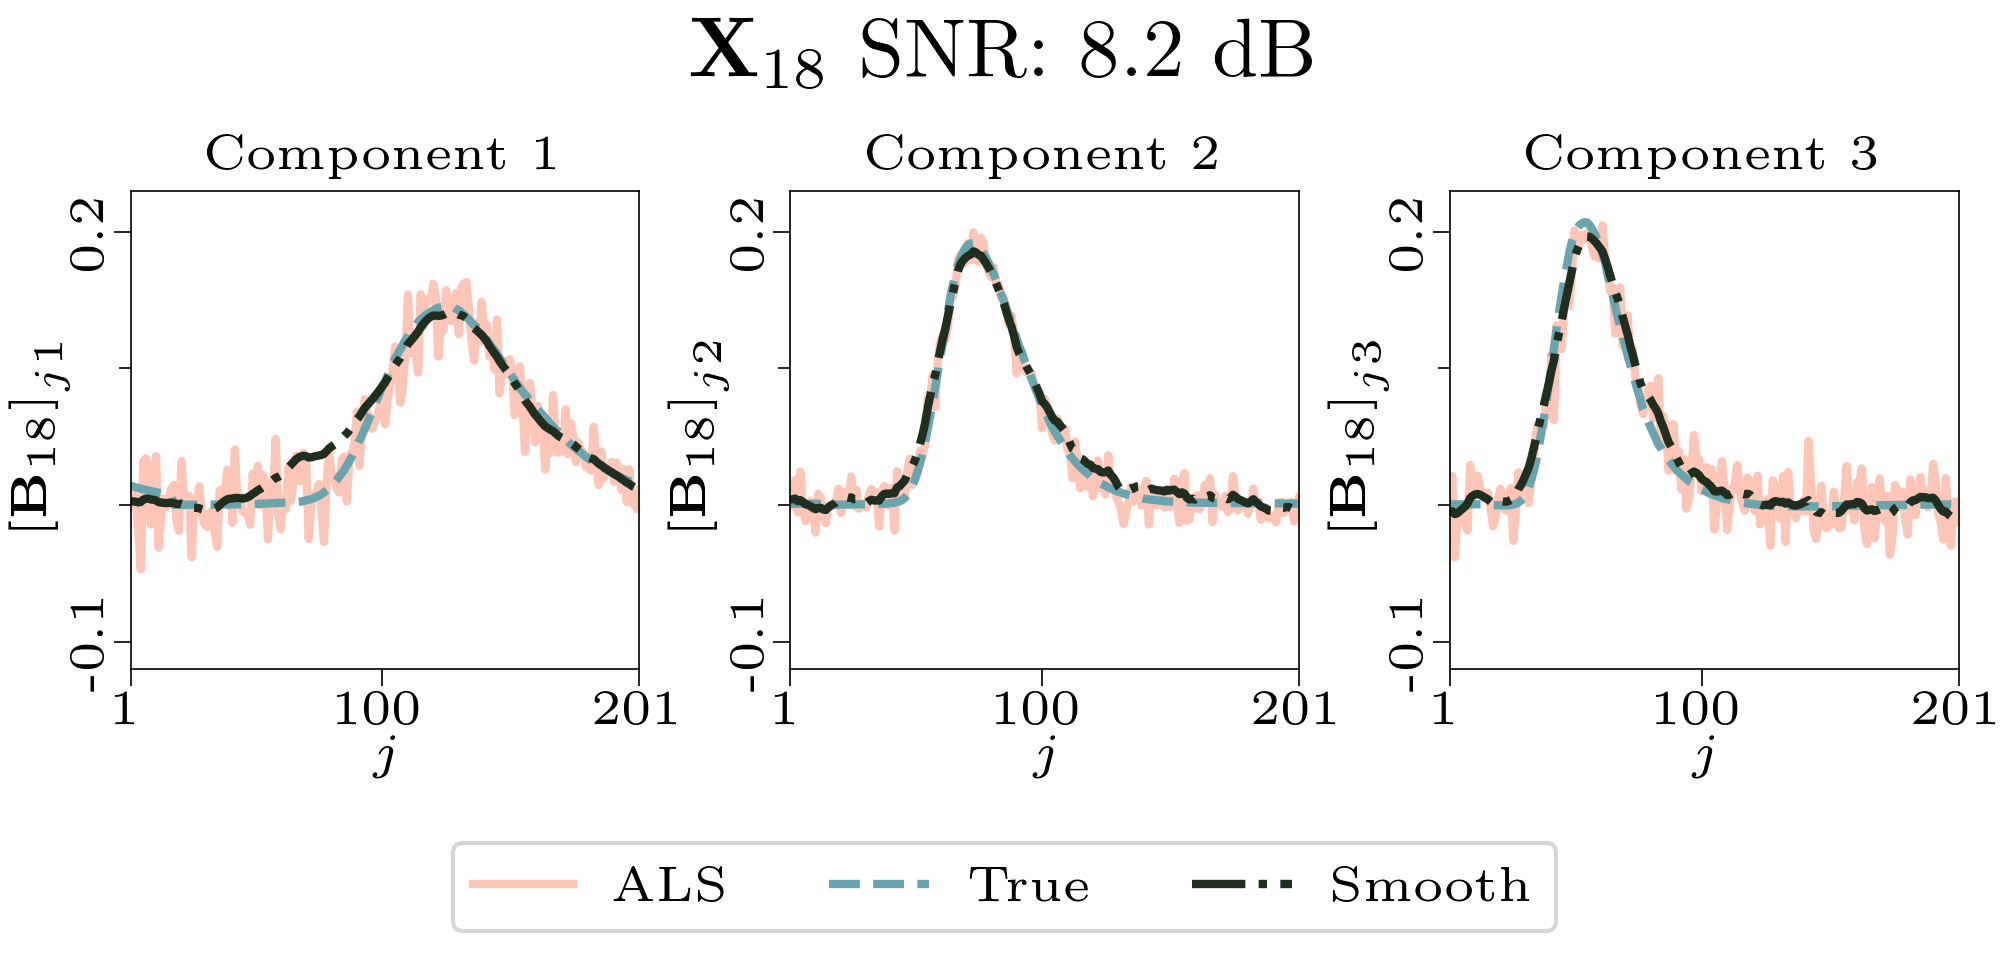 X₁₈ SNR: 8.2 dB
Component 1
Component 2
Component 3
[B₁₈]ⱼ₁
0.2
-0.1
1 100 201
j
[B₁₈]ⱼ₂
0.2
-0.1
1 100 201
j
[B₁₈]ⱼ₃
0.2
-0.1
1 100 201
j
ALS True Smooth